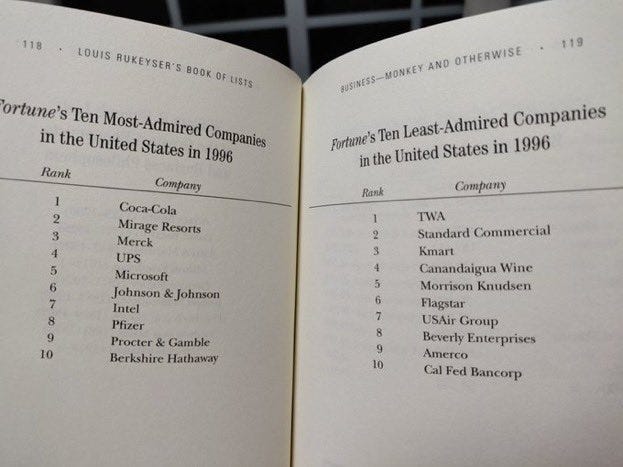 118 · LOUIS RUKEYSER'S BOOK OF LISTS
Fortune's Ten Most-Admired Companies
in the United States in 1996
Rank Company
1 Coca-Cola
2 Mirage Resorts
3 Merck
4 UPS
5 Microsoft
6 Johnson & Johnson
7 Intel
8 Pfizer
9 Procter & Gamble
10 Berkshire Hathaway
BUSINESS—MONKEY AND OTHERWISE · 119
Fortune's Ten Least-Admired Companies
in the United States in 1996
Rank Company
1 TWA
2 Standard Commercial
3 Kmart
4 Canandaigua Wine
5 Morrison Knudsen
6 Flagstar
7 USAir Group
8 Beverly Enterprises
9 Amerco
10 Cal Fed Bancorp